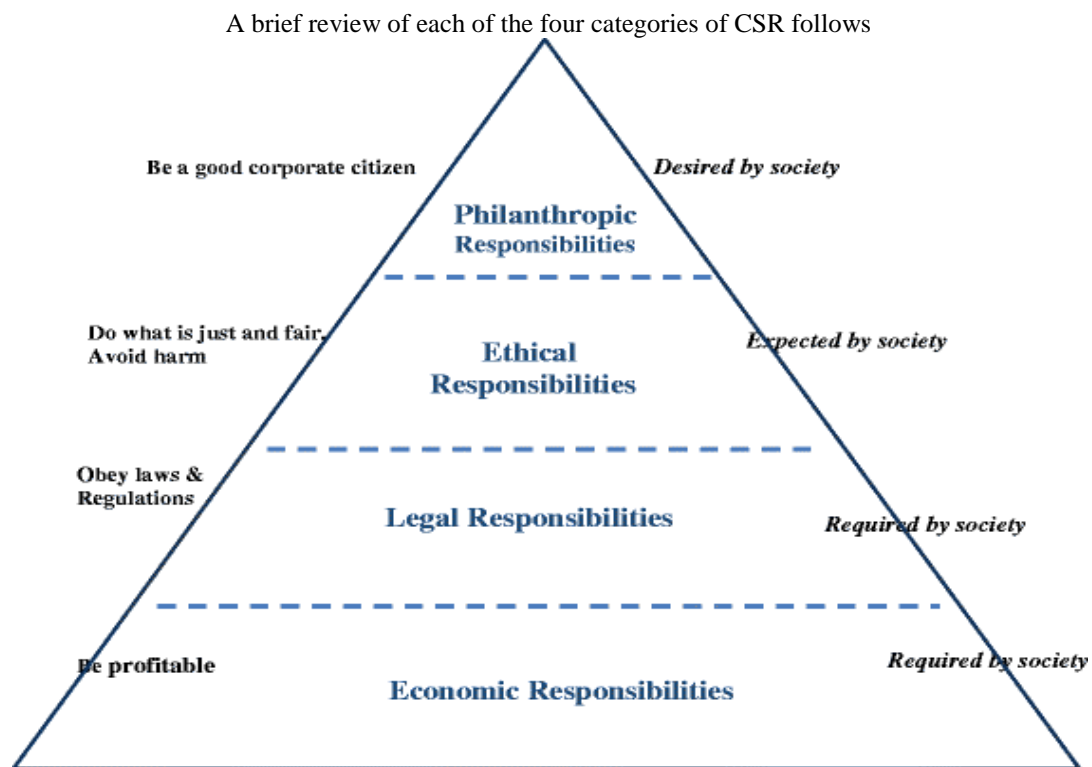 A brief review of each of the four categories of CSR follows
Be a good corporate citizen
Desired by society
Philanthropic
Responsibilities
Do what is just and fair,
Avoid harm
Expected by society
Ethical
Responsibilities
Obey laws &
Regulations
Legal Responsibilities
Required by society
Be profitable
Required by society
Economic Responsibilities